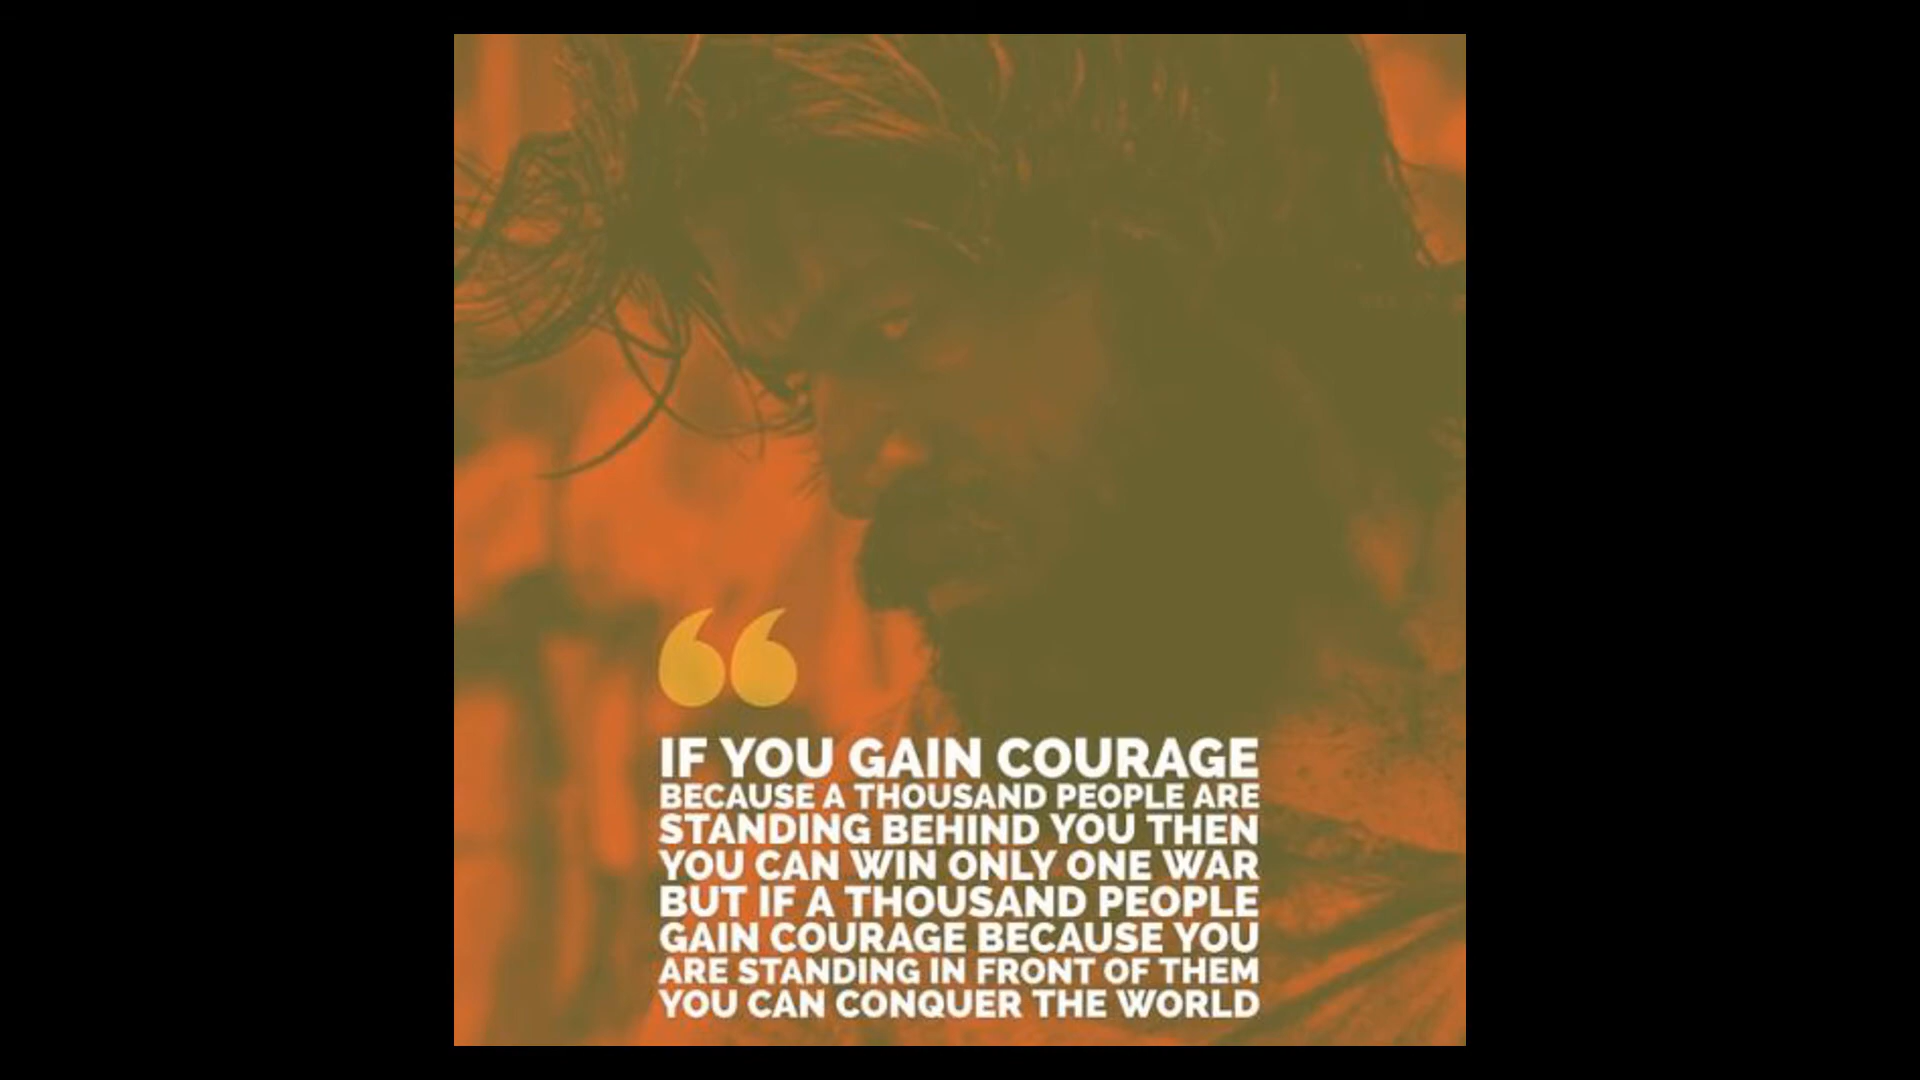 “
IF YOU GAIN COURAGE
BECAUSE A THOUSAND PEOPLE ARE
STANDING BEHIND YOU THEN
YOU CAN WIN ONLY ONE WAR
BUT IF A THOUSAND PEOPLE
GAIN COURAGE BECAUSE YOU
ARE STANDING IN FRONT OF THEM
YOU CAN CONQUER THE WORLD